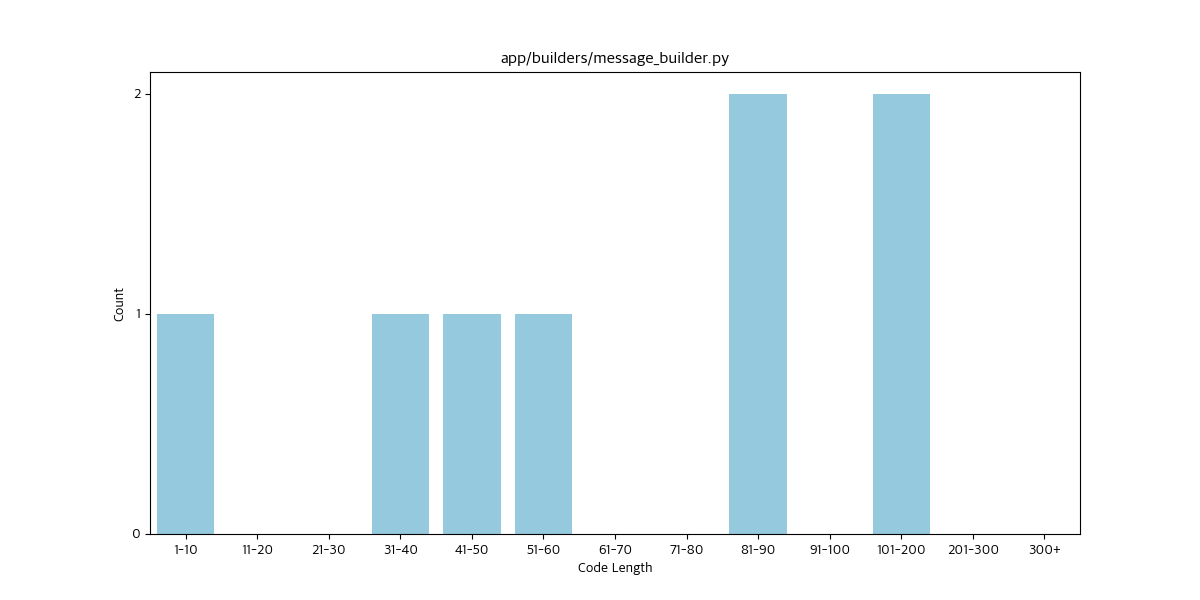 app/builders/message_builder.py
2
1
0
Count
1-10 11-20 21-30 31-40 41-50 51-60 61-70 71-80 81-90 91-100 101-200 201-300 300+
Code Length